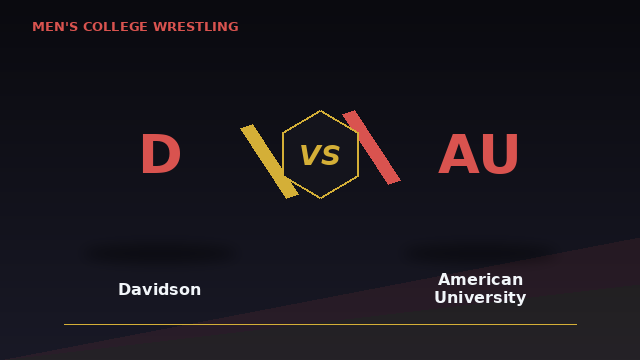 MEN'S COLLEGE WRESTLING
D
VS
AU
Davidson
American
University